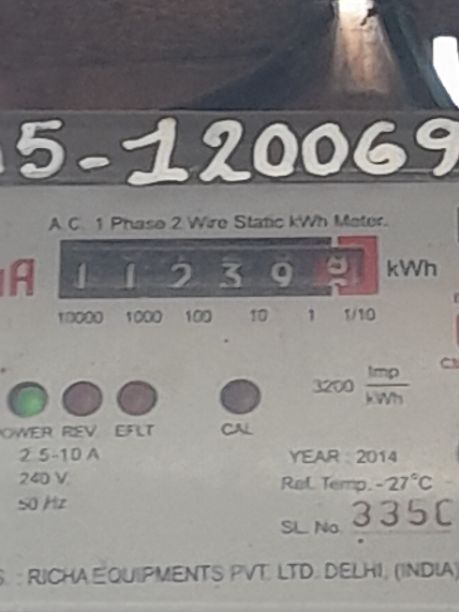 5-120069
A.C. 1 Phase 2 Wire Static kWh Meter.
1 1 2 3 9 kWh
10000 1000 100 10 1 1/10
3200 Imp/kWh
POWER REV EFLT CAL
2.5-10 A
240 V.
50 Hz
YEAR : 2014
Ref. Temp.-27°C
SL. No. 335C
S. : RICHA EQUIPMENTS PVT. LTD. DELHI, (INDIA)